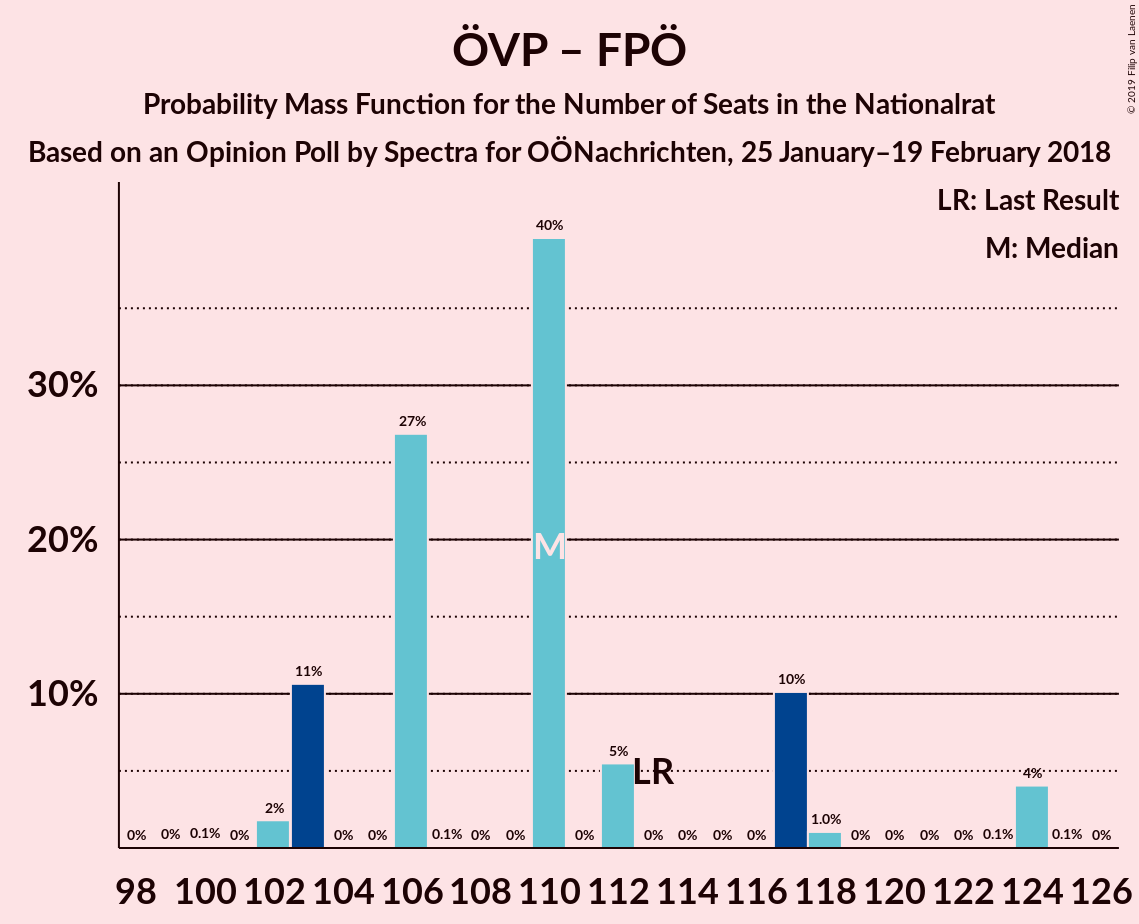 ÖVP – FPÖ
Probability Mass Function for the Number of Seats in the Nationalrat
Based on an Opinion Poll by Spectra for OÖNachrichten, 25 January–19 February 2018
© 2019 Filip van Laenen
LR: Last Result
M: Median
30%
20%
10%
0% 0% 0.1% 0% 2% 11% 0% 0% 27% 0.1% 0% 0% 40% 0% 5% 0% 0% 0% 0% 10% 1.0% 0% 0% 0% 0% 0.1% 4% 0.1% 0%
M
LR
98 100 102 104 106 108 110 112 114 116 118 120 122 124 126